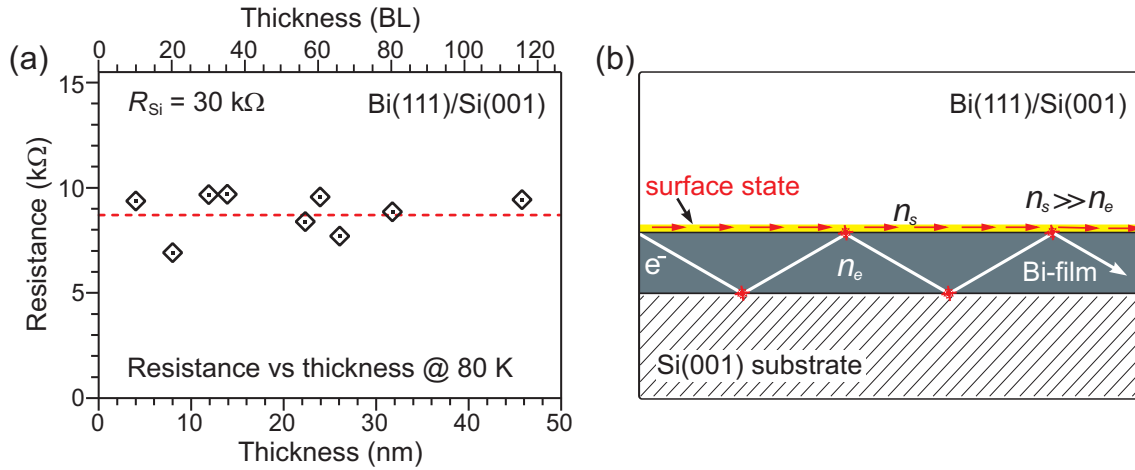 Thickness (BL)
0 20 40 60 80 100 120
(a)
15
R_Si = 30 kΩ
Bi(111)/Si(001)
10
5
0
Resistance (kΩ)
Resistance vs thickness @ 80 K
0 10 20 30 40 50
Thickness (nm)
(b)
Bi(111)/Si(001)
surface state
n_s
n_s≫n_e
e⁻
n_e
Bi-film
Si(001) substrate